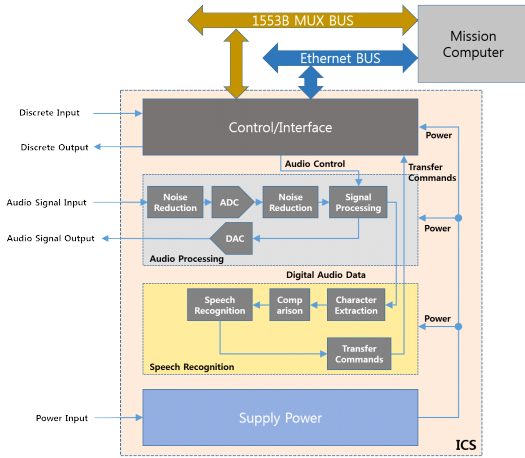 1553B MUX BUS
Mission
Computer
Ethernet BUS
Discrete Input
Control/Interface
Power
Discrete Output
Audio Control
Transfer
Commands
Audio Signal Input
Noise
Reduction
ADC
Noise
Reduction
Signal
Processing
Power
Audio Signal Output
DAC
Audio Processing
Digital Audio Data
Speech
Recognition
Comp
arison
Character
Extraction
Power
Transfer
Commands
Speech Recognition
Power Input
Supply Power
ICS